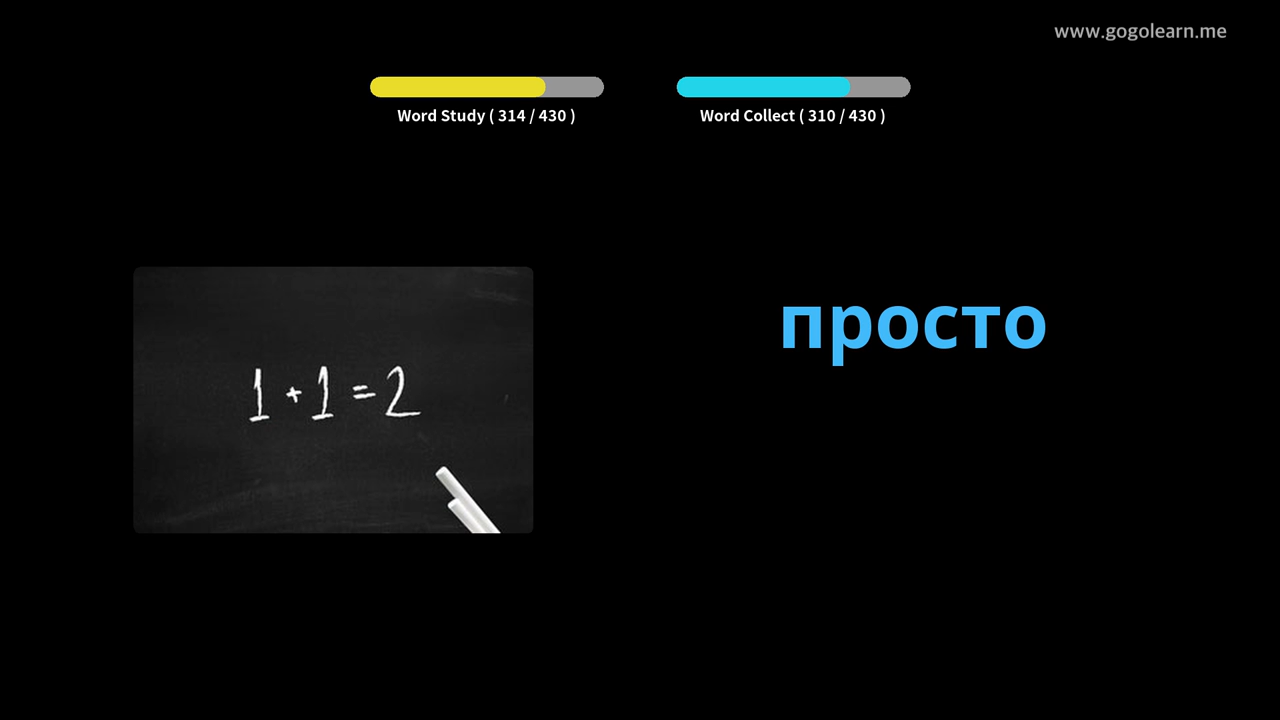 www.gogolearn.me
Word Study ( 314 / 430 )
Word Collect ( 310 / 430 )
просто
1 + 1 = 2